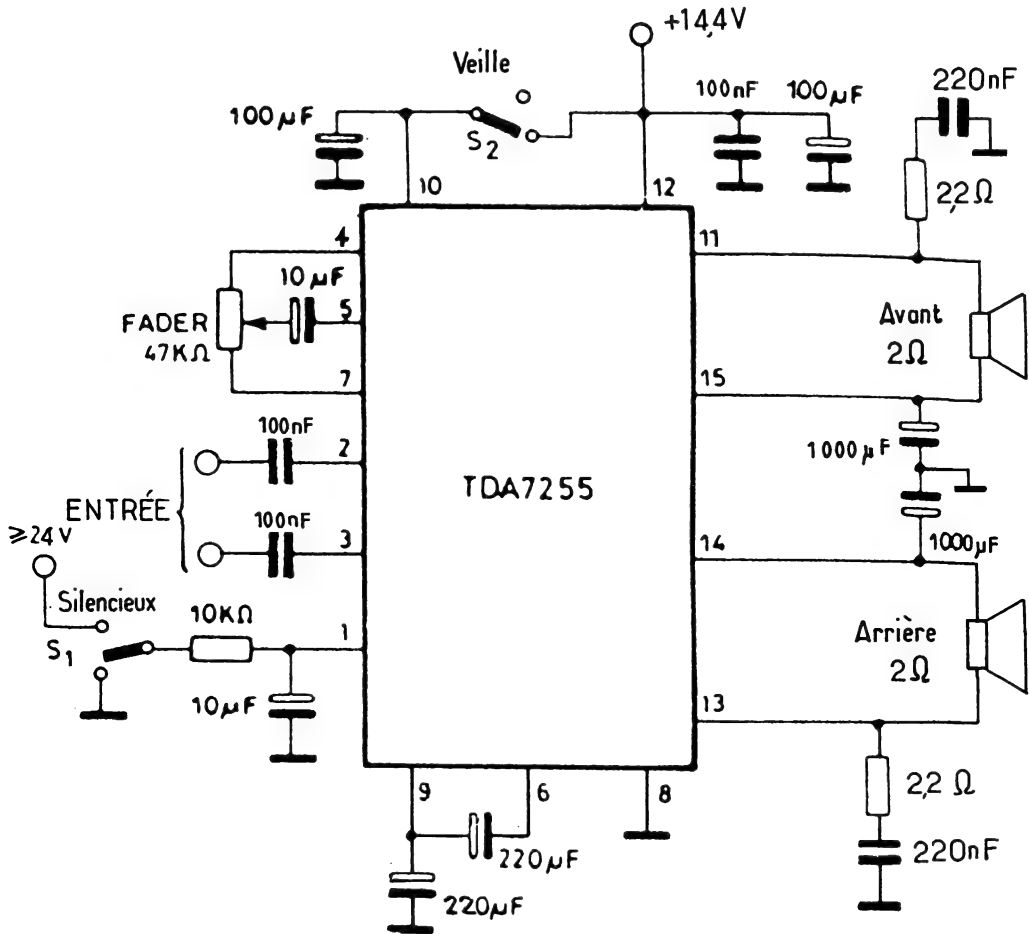 +14,4V
Veille
100µF
S2
100nF
100µF
220nF
2,2Ω
10
12
4
11
10µF
5
FADER
47KΩ
Avant
2Ω
7
15
100nF
2
1000µF
ENTRÉE
TDA7255
100nF
3
14
1000µF
≥24V
Silencieux
S1
10KΩ
1
Arrière
2Ω
10µF
13
9
6
8
2,2Ω
220µF
220nF
220µF